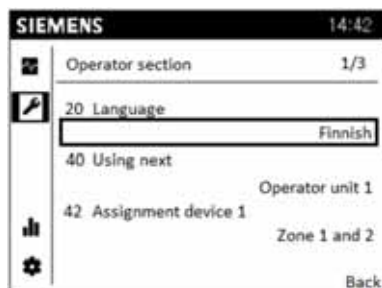 SIEMENS 14:42
Operator section 1/3
20 Language
Finnish
40 Using next
Operator unit 1
42 Assignment device 1
Zone 1 and 2
Back